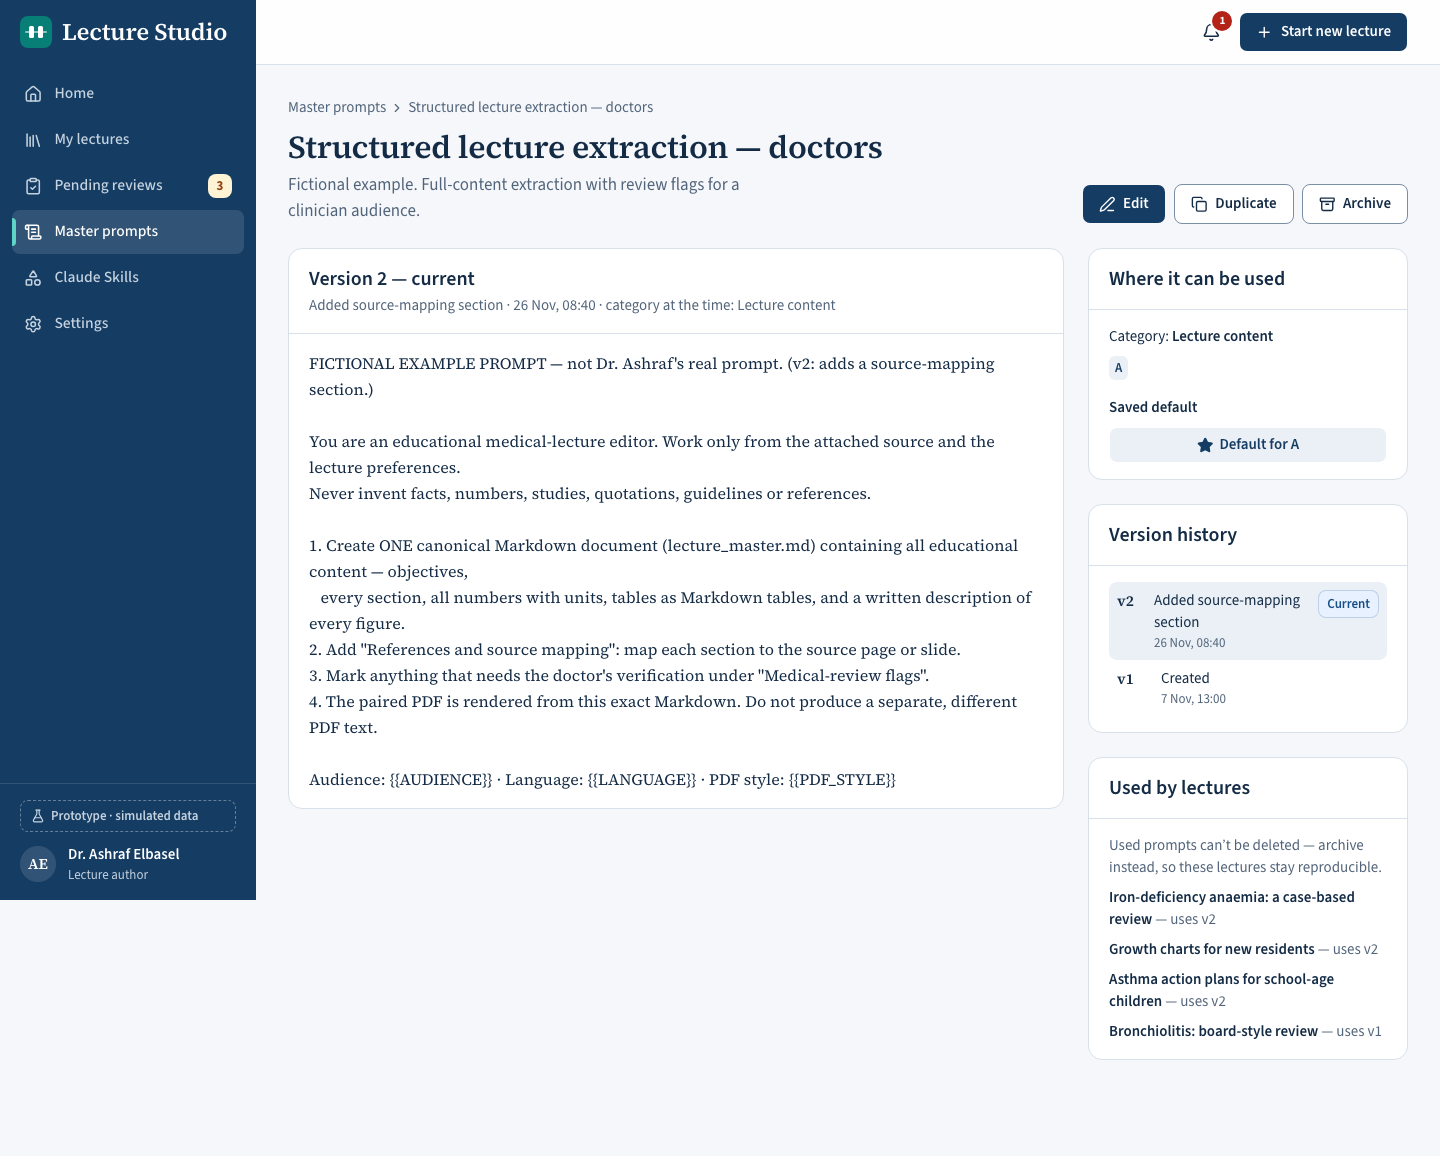 Lecture Studio
Home
My lectures
Pending reviews
3
Master prompts
Claude Skills
Settings
Prototype · simulated data
AE
Dr. Ashraf Elbasel
Lecture author
1
Start new lecture
Master prompts
Structured lecture extraction — doctors
Structured lecture extraction — doctors
Fictional example. Full-content extraction with review flags for a
clinician audience.
Edit
Duplicate
Archive
Version 2 — current
Added source-mapping section · 26 Nov, 08:40 · category at the time: Lecture content
FICTIONAL EXAMPLE PROMPT — not Dr. Ashraf's real prompt. (v2: adds a source-mapping
section.)
You are an educational medical-lecture editor. Work only from the attached source and the
lecture preferences.
Never invent facts, numbers, studies, quotations, guidelines or references.
1. Create ONE canonical Markdown document (lecture_master.md) containing all educational
content — objectives,
every section, all numbers with units, tables as Markdown tables, and a written description of
every figure.
2. Add "References and source mapping": map each section to the source page or slide.
3. Mark anything that needs the doctor's verification under "Medical-review flags".
4. The paired PDF is rendered from this exact Markdown. Do not produce a separate, different
PDF text.
Audience: {{AUDIENCE}} · Language: {{LANGUAGE}} · PDF style: {{PDF_STYLE}}
Where it can be used
Category: Lecture content
A
Saved default
Default for A
Version history
v2
Added source-mapping
section
26 Nov, 08:40
Current
v1
Created
7 Nov, 13:00
Used by lectures
Used prompts can’t be deleted — archive
instead, so these lectures stay reproducible.
Iron-deficiency anaemia: a case-based
review — uses v2
Growth charts for new residents — uses v2
Asthma action plans for school-age
children — uses v2
Bronchiolitis: board-style review — uses v1